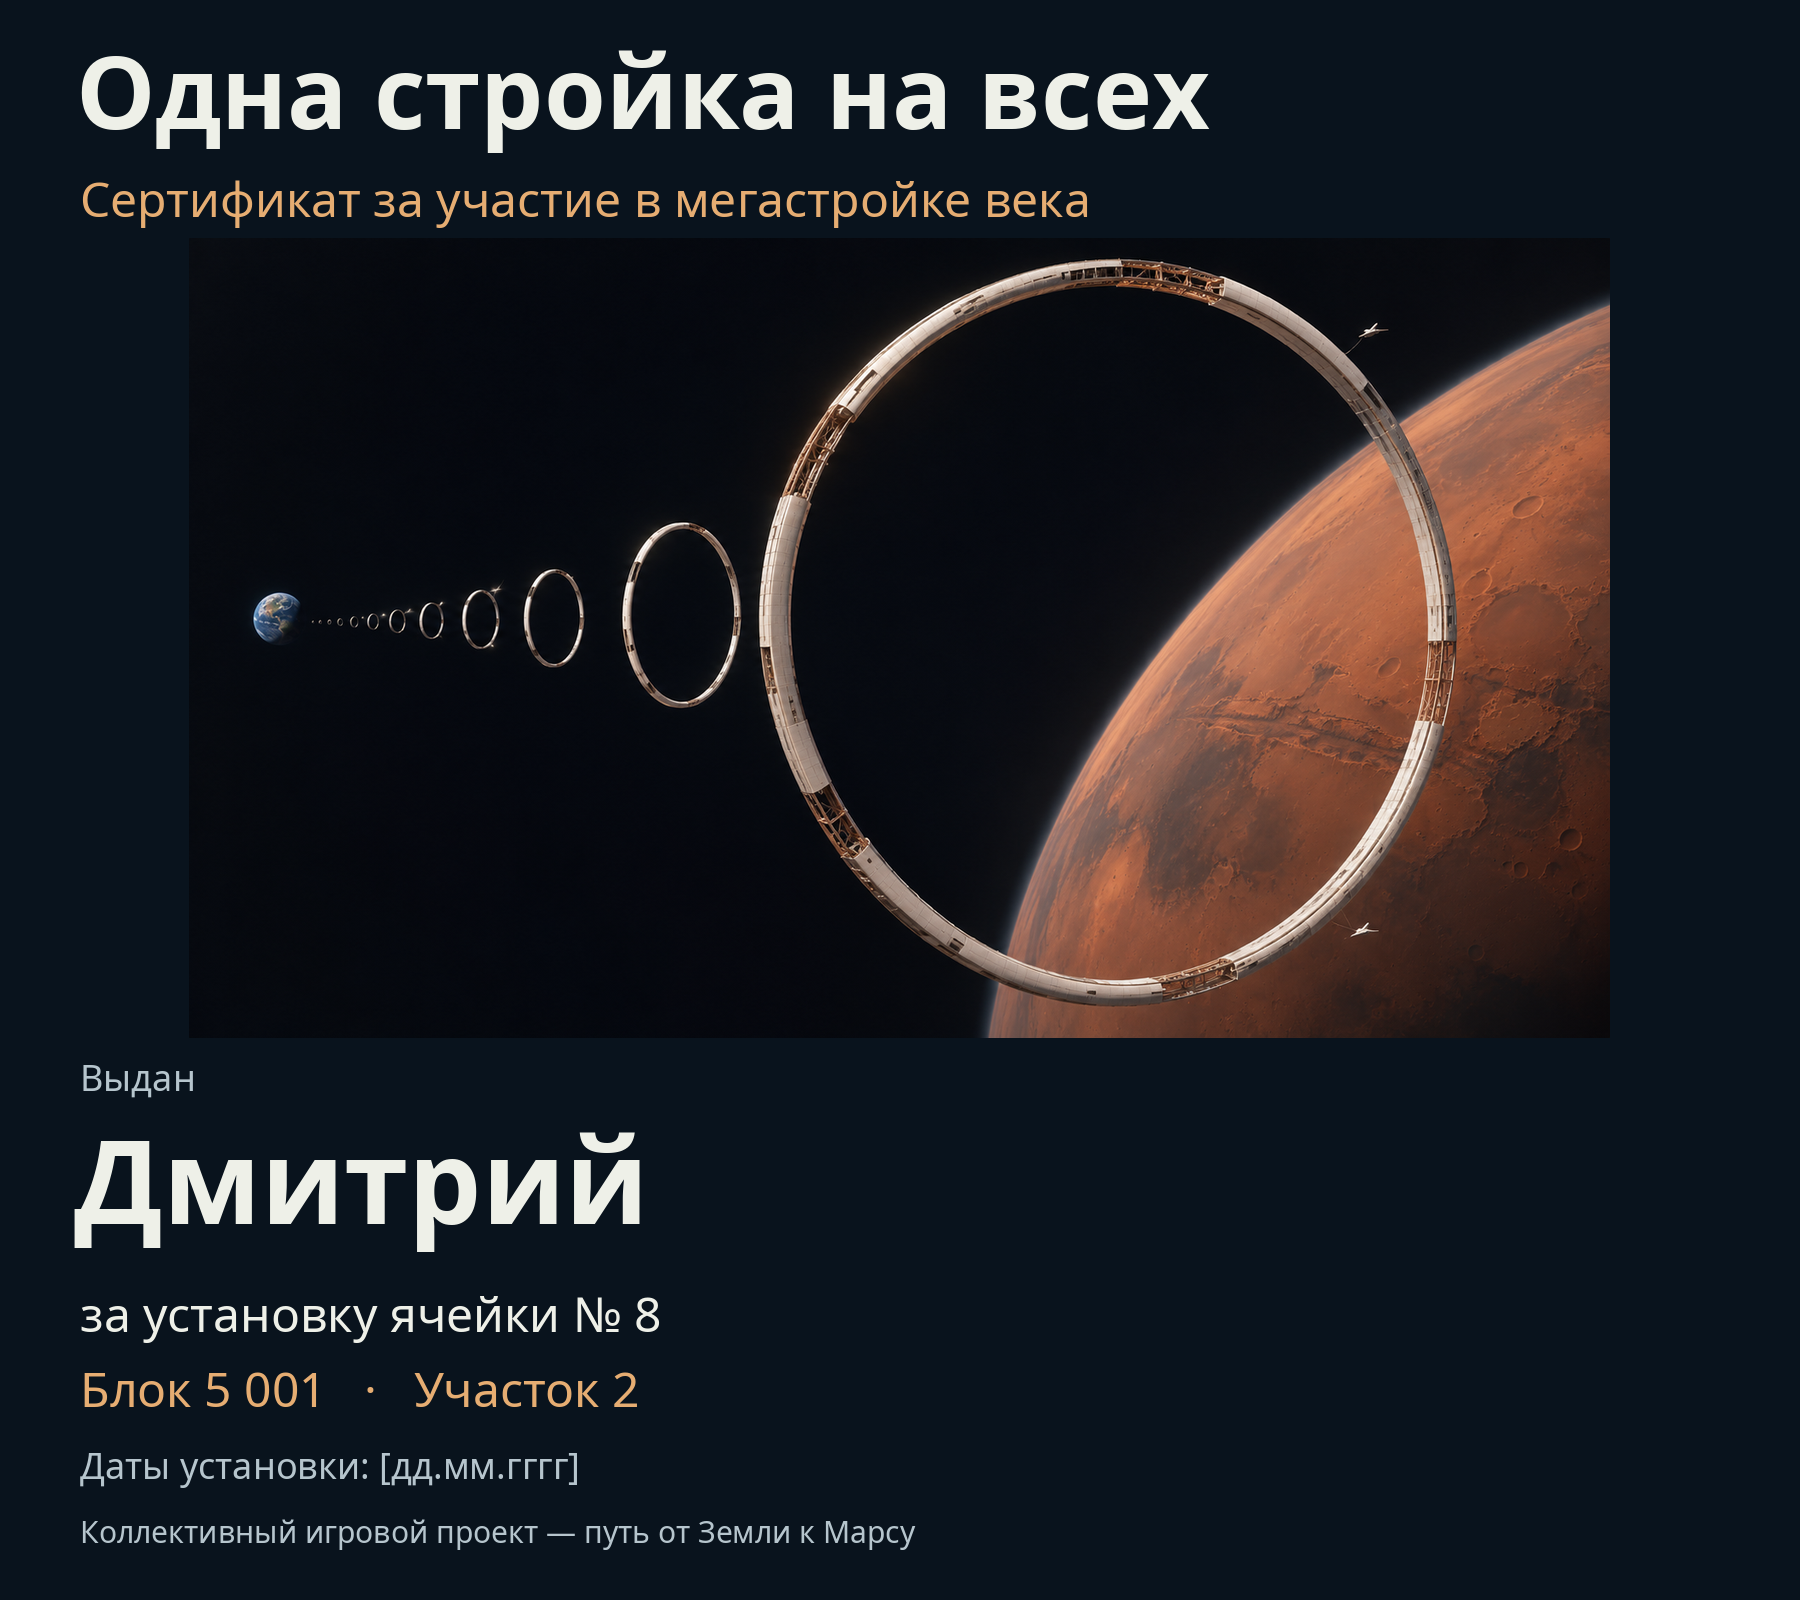 Одна стройка на всех
Сертификат за участие в мегастройке века
Выдан
Дмитрий
за установку ячейки № 8
Блок 5 001 · Участок 2
Даты установки: [дд.мм.гггг]
Коллективный игровой проект — путь от Земли к Марсу